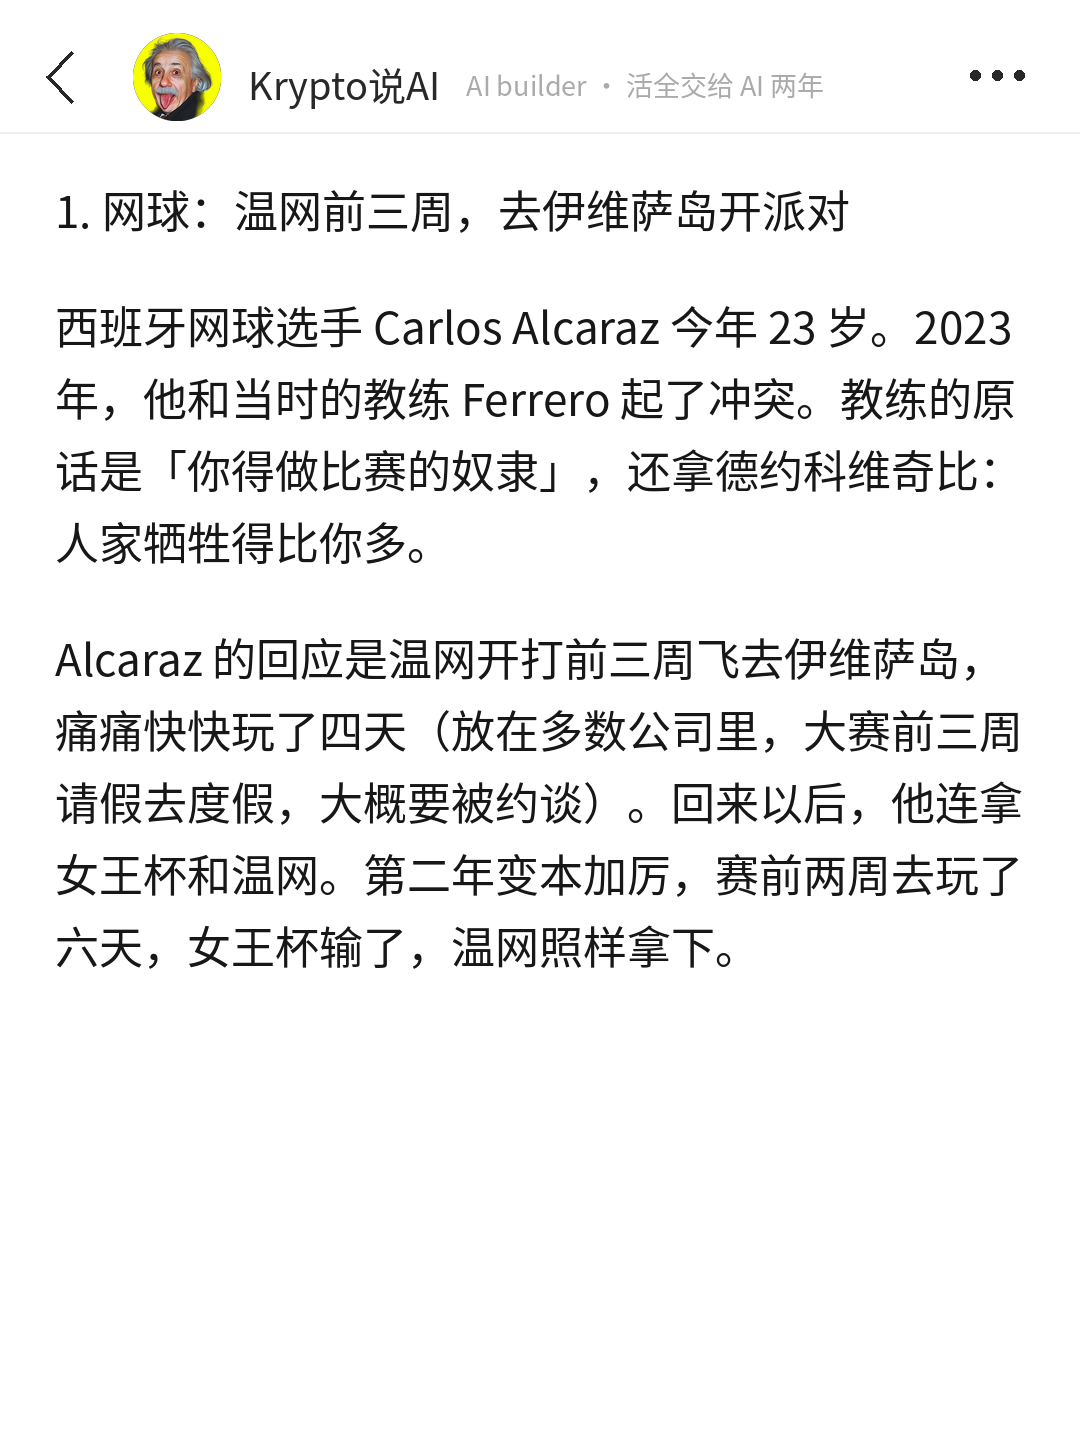 Krypto说AI AI builder · 活全交给 AI 两年
1. 网球：温网前三周，去伊维萨岛开派对
西班牙网球选手 Carlos Alcaraz 今年 23 岁。2023
年，他和当时的教练 Ferrero 起了冲突。教练的原
话是「你得做比赛的奴隶」，还拿德约科维奇比：
人家牺牲得比你多。
Alcaraz 的回应是温网开打前三周飞去伊维萨岛，
痛痛快快玩了四天（放在多数公司里，大赛前三周
请假去度假，大概要被约谈）。回来以后，他连拿
女王杯和温网。第二年变本加厉，赛前两周去玩了
六天，女王杯输了，温网照样拿下。